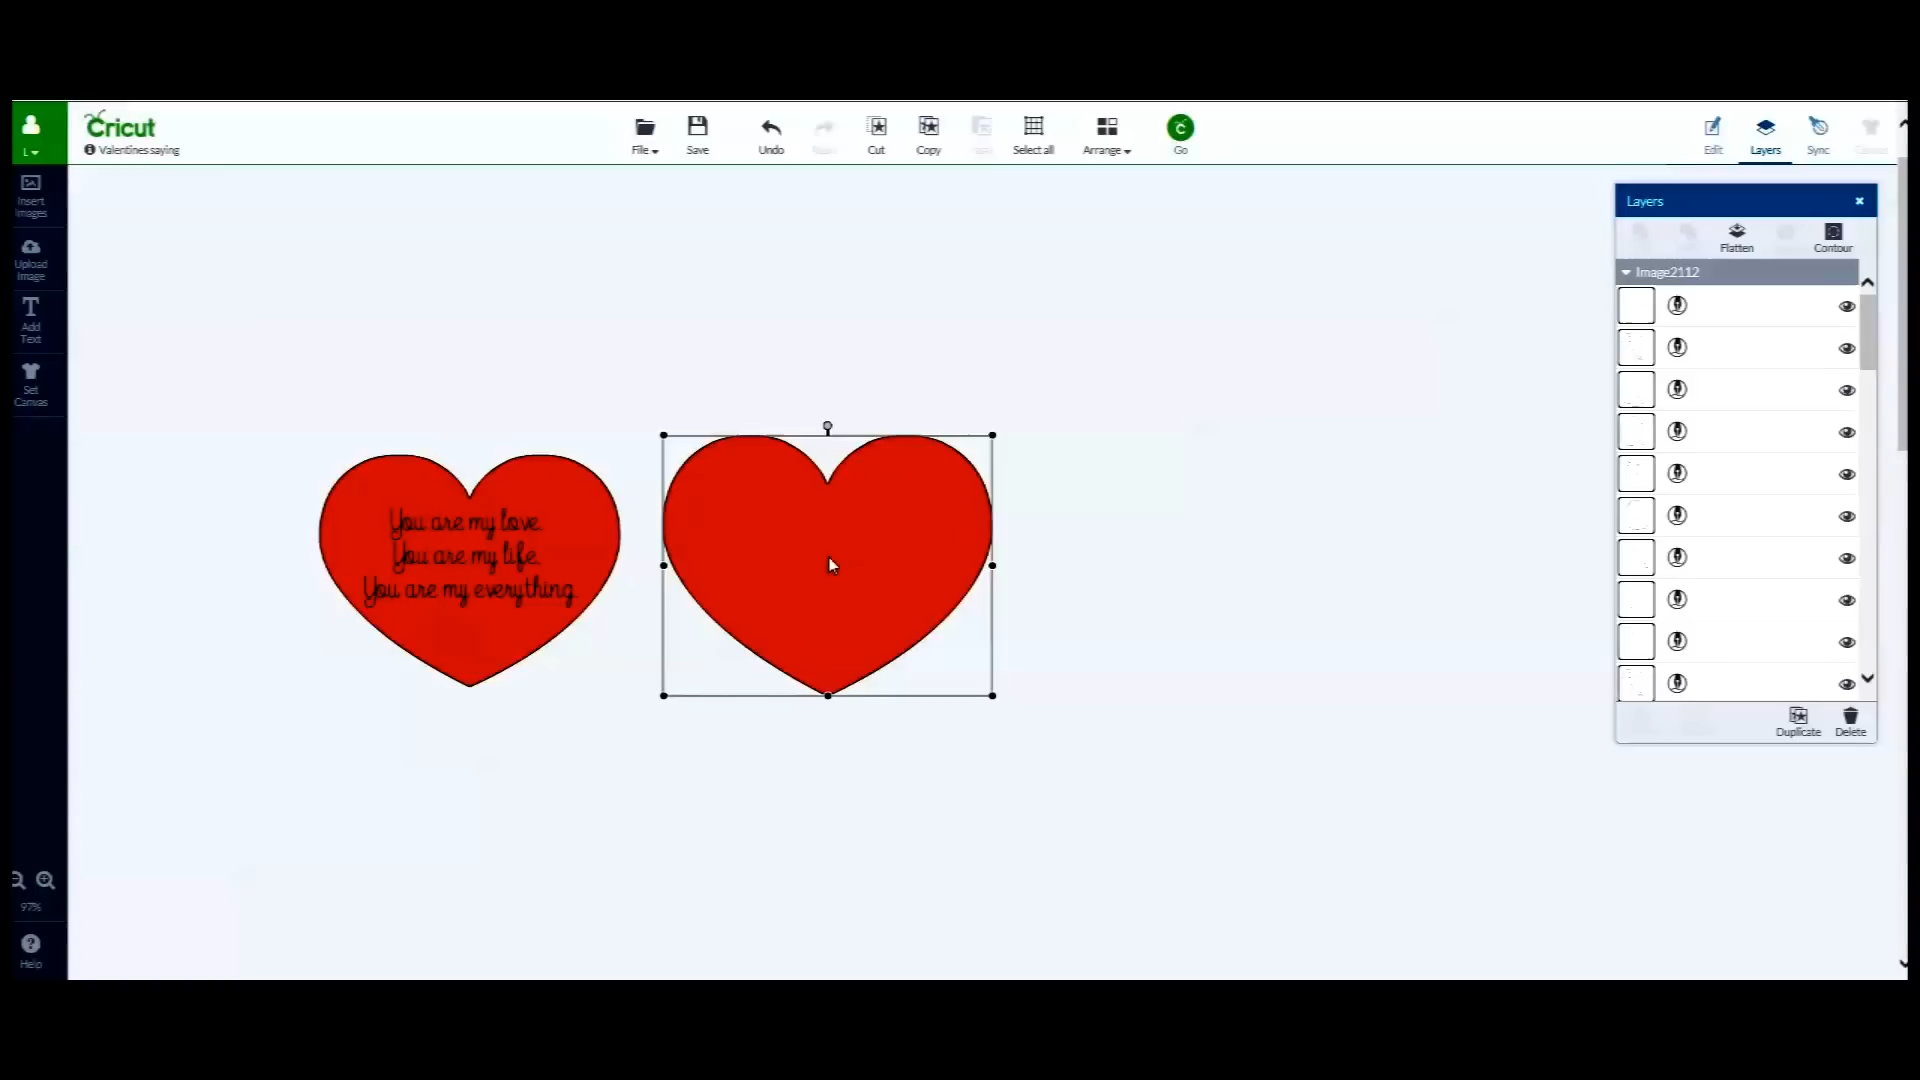 Cricut
Valentines saying
L
File
Save
Undo
Cut
Copy
Select all
Arrange
Go
Edit
Layers
Sync
Insert
Images
Upload
Image
Add
Text
Set
Canvas
97%
Help
You are my love.
You are my life.
You are my everything.
Layers
Flatten
Contour
Image2112
Duplicate
Delete